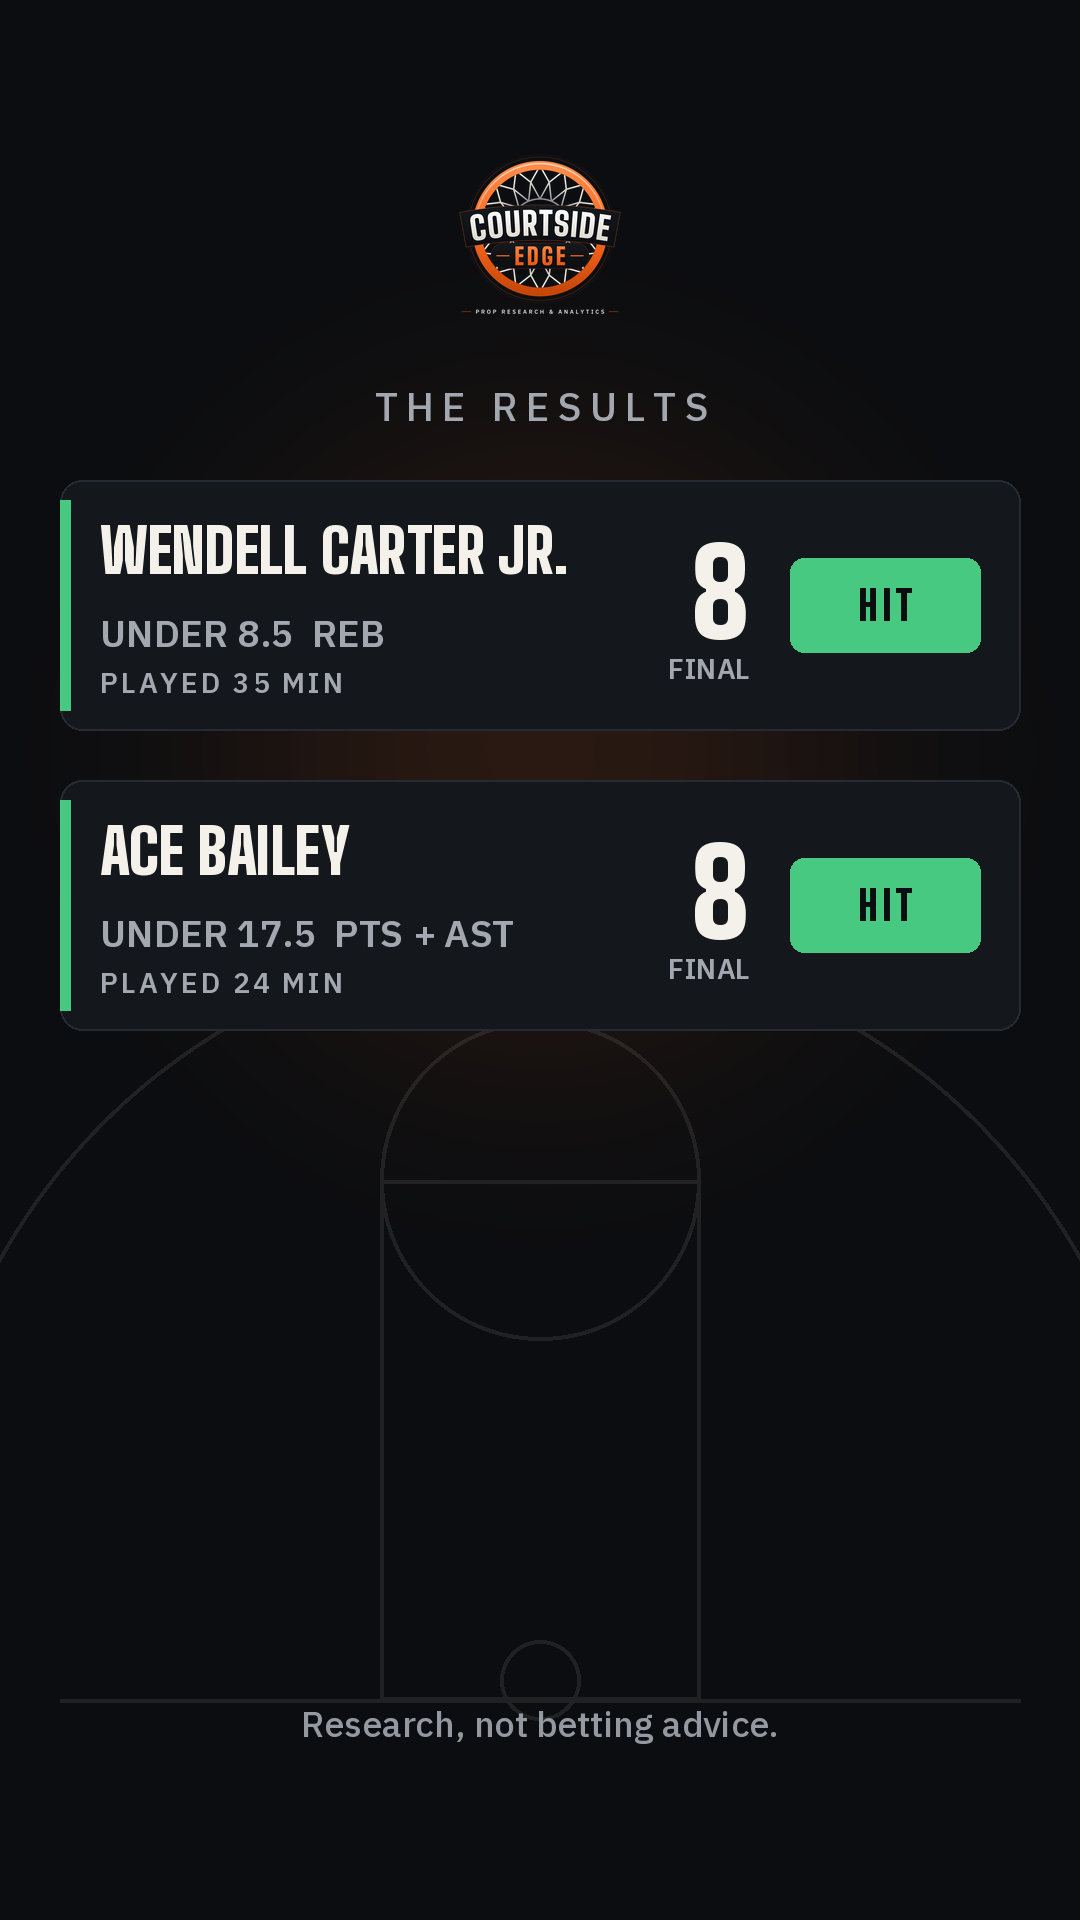 COURTSIDE
EDGE
PROP RESEARCH & ANALYTICS
THE RESULTS
WENDELL CARTER JR.
UNDER 8.5 REB
PLAYED 35 MIN
8
FINAL
HIT
ACE BAILEY
UNDER 17.5 PTS + AST
PLAYED 24 MIN
8
FINAL
HIT
Research, not betting advice.